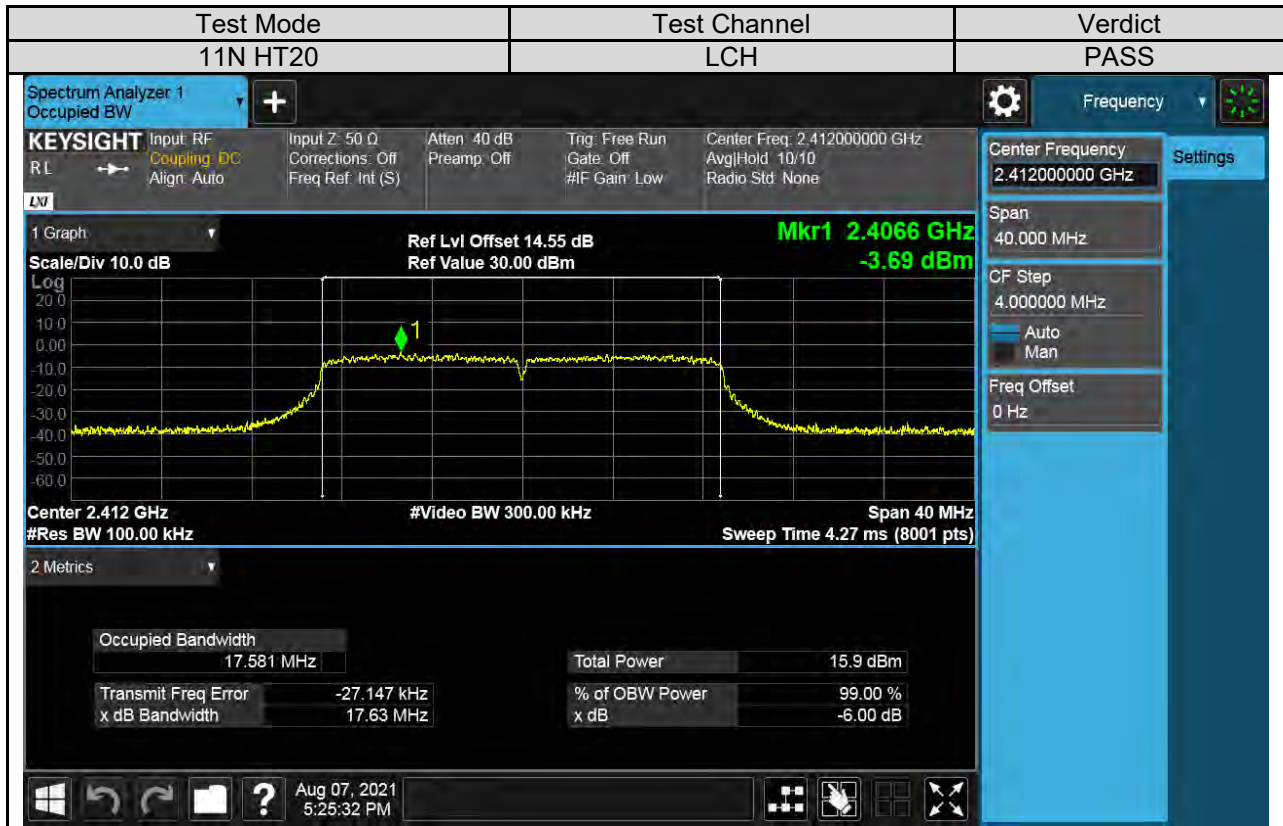 Test Mode Test Channel Verdict
11N HT20 LCH PASS
Spectrum Analyzer 1
Occupied BW
+
Frequency
KEYSIGHT
RL
LXI
Input: RF
Coupling: DC
Align: Auto
Input Z: 50 Ω
Corrections: Off
Freq Ref: Int (S)
Atten: 40 dB
Preamp: Off
Trig: Free Run
Gate: Off
#IF Gain: Low
Center Freq: 2.412000000 GHz
Avg|Hold: 10/10
Radio Std: None
Center Frequency
2.412000000 GHz
Settings
Span
40.000 MHz
CF Step
4.000000 MHz
Auto
Man
Freq Offset
0 Hz
1 Graph
Scale/Div 10.0 dB
Ref Lvl Offset 14.55 dB
Ref Value 30.00 dBm
Mkr1 2.4066 GHz
-3.69 dBm
Log
20.0
10.0
0.00
-10.0
-20.0
-30.0
-40.0
-50.0
-60.0
1
Center 2.412 GHz
#Res BW 100.00 kHz
#Video BW 300.00 kHz
Span 40 MHz
Sweep Time 4.27 ms (8001 pts)
2 Metrics
Occupied Bandwidth
17.581 MHz
Total Power 15.9 dBm
Transmit Freq Error -27.147 kHz
% of OBW Power 99.00 %
x dB Bandwidth 17.63 MHz
x dB -6.00 dB
?
Aug 07, 2021
5:25:32 PM